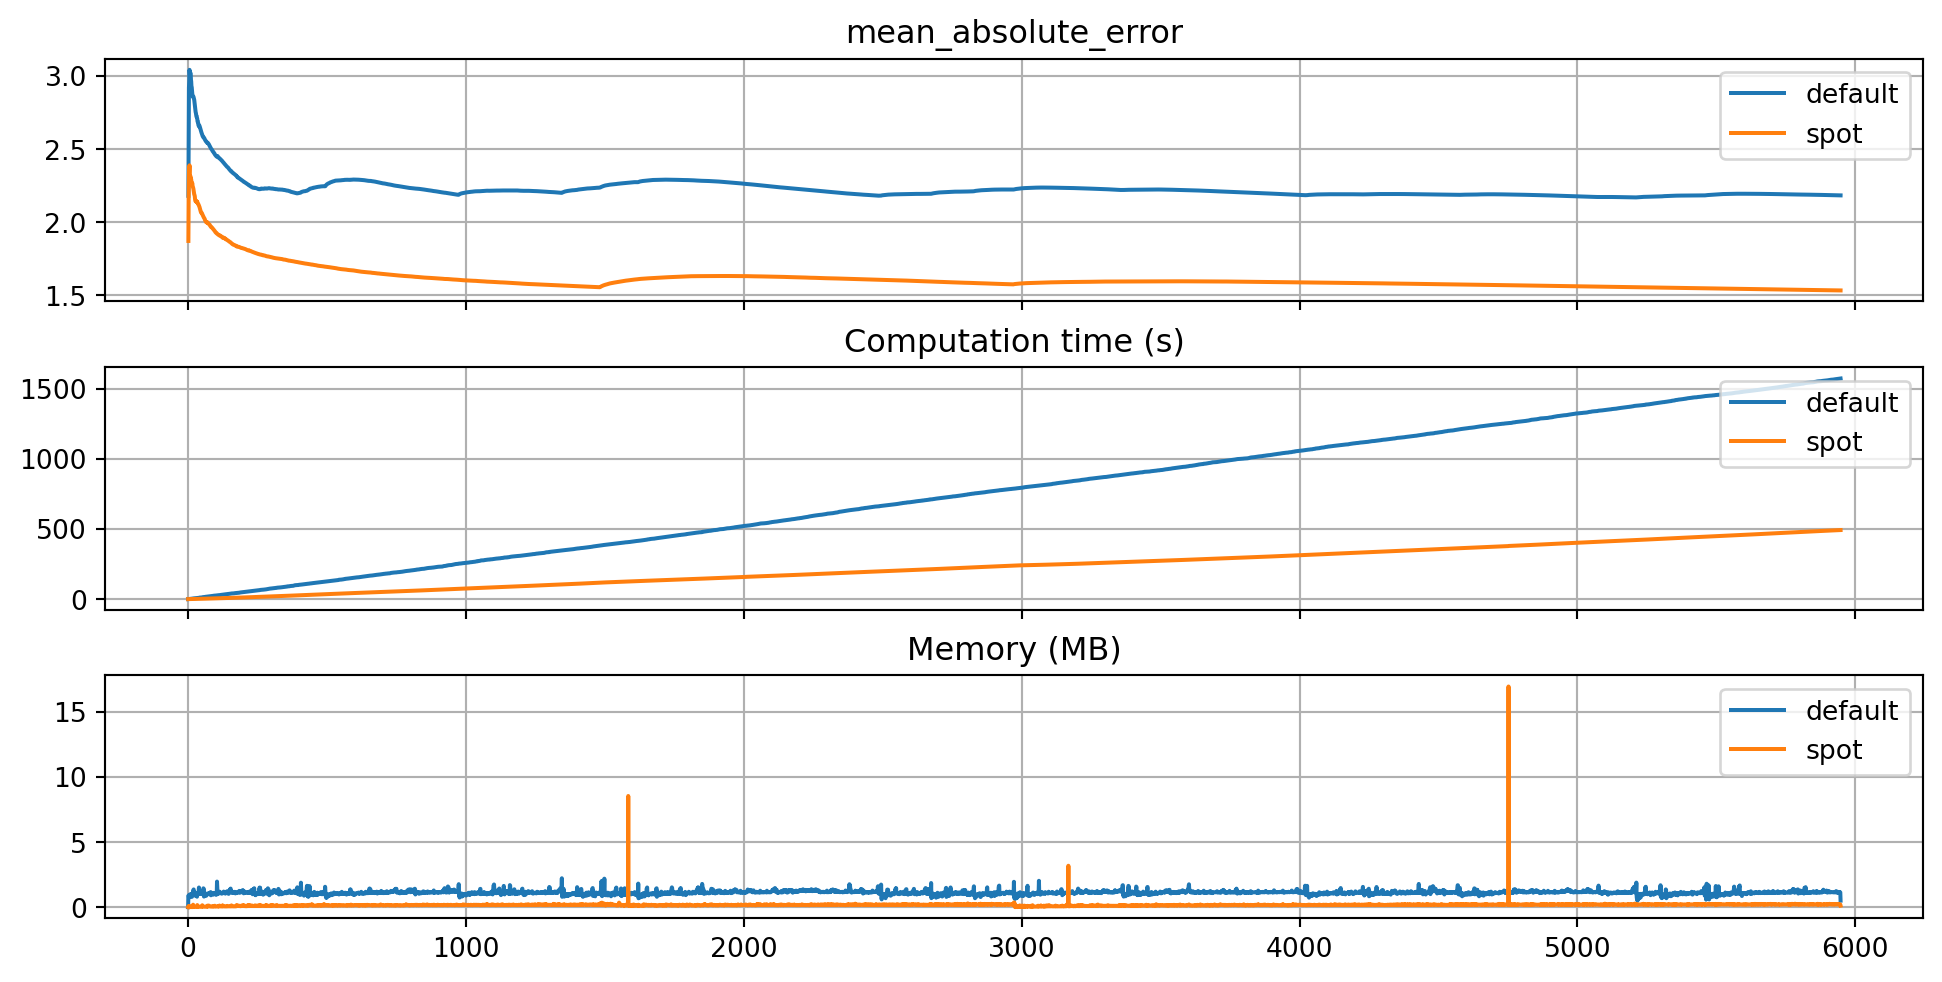 mean_absolute_error
3.0
2.5
2.0
1.5
default
spot
Computation time (s)
1500
1000
500
0
default
spot
Memory (MB)
15
10
5
0
default
spot
0 1000 2000 3000 4000 5000 6000